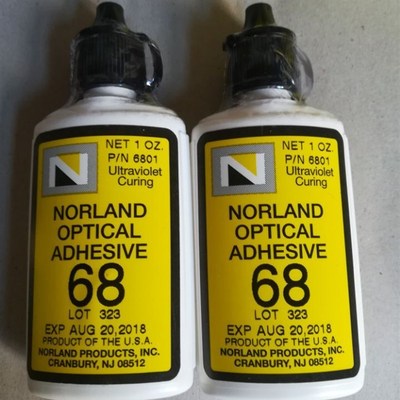 NET 1 OZ.
P/N 6801
Ultraviolet
Curing
N
NORLAND
OPTICAL
ADHESIVE
68
LOT 323
EXP AUG 20,2018
PRODUCT OF THE U.S.A.
NORLAND PRODUCTS, INC.
CRANBURY, NJ 08512
NET 1 OZ.
P/N 6801
Ultraviolet
Curing
N
NORLAND
OPTICAL
ADHESIVE
68
LOT 323
EXP AUG 20,2018
PRODUCT OF THE U.S.A.
NORLAND PRODUCTS, INC.
CRANBURY, NJ 08512